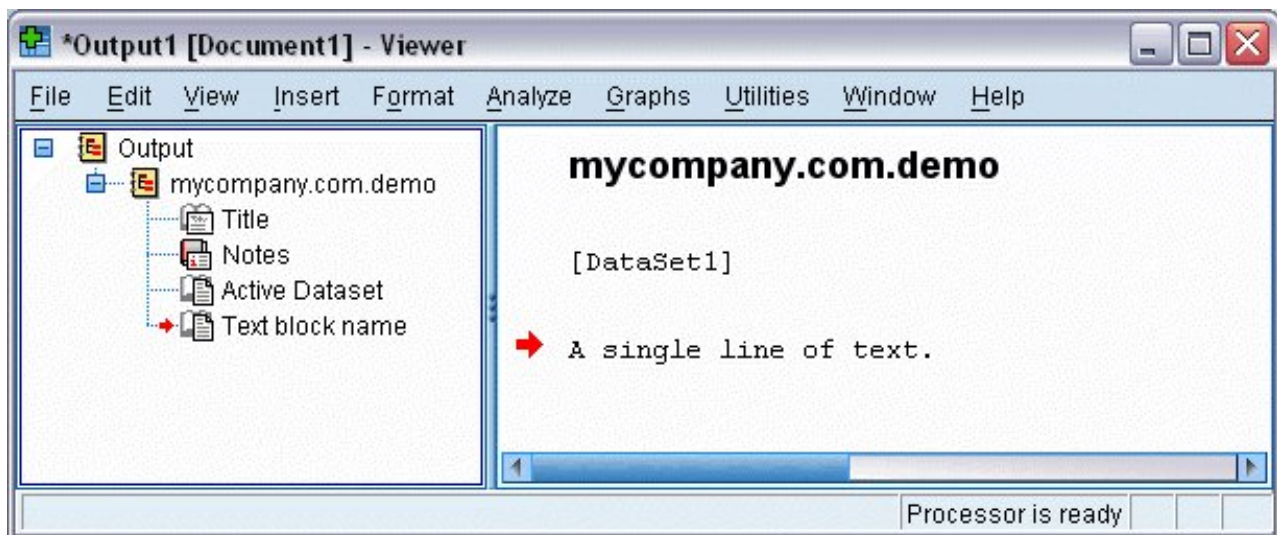 *Output1 [Document1] - Viewer
File Edit View Insert Format Analyze Graphs Utilities Window Help
Output
mycompany.com.demo
Title
Notes
Active Dataset
Text block name
mycompany.com.demo
[DataSet1]
A single line of text.
Processor is ready